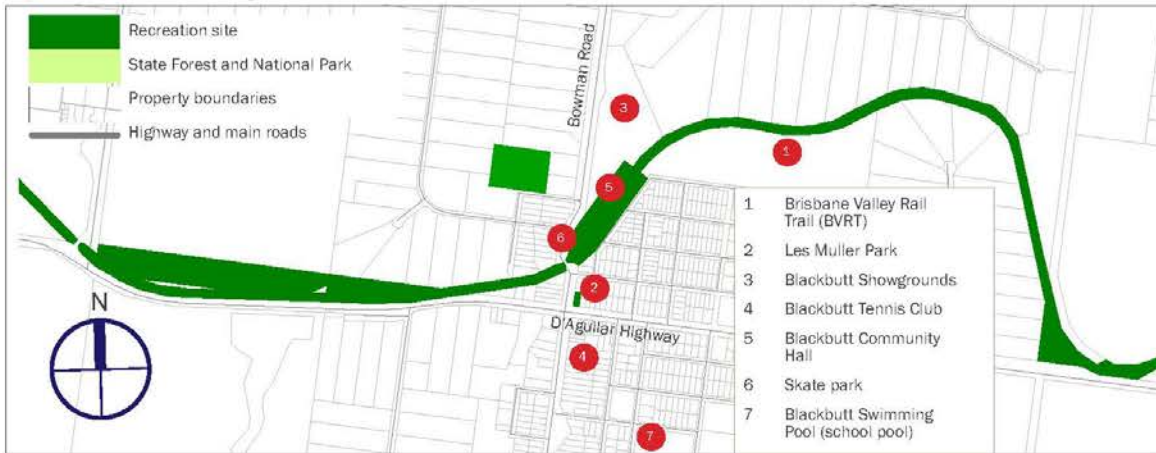 Recreation site
State Forest and National Park
Property boundaries
Highway and main roads
Bowman Road
3
1
5
6
2
D'Aguilar Highway
4
7
N
1 Brisbane Valley Rail
Trail (BVRT)
2 Les Muller Park
3 Blackbutt Showgrounds
4 Blackbutt Tennis Club
5 Blackbutt Community
Hall
6 Skate park
7 Blackbutt Swimming
Pool (school pool)